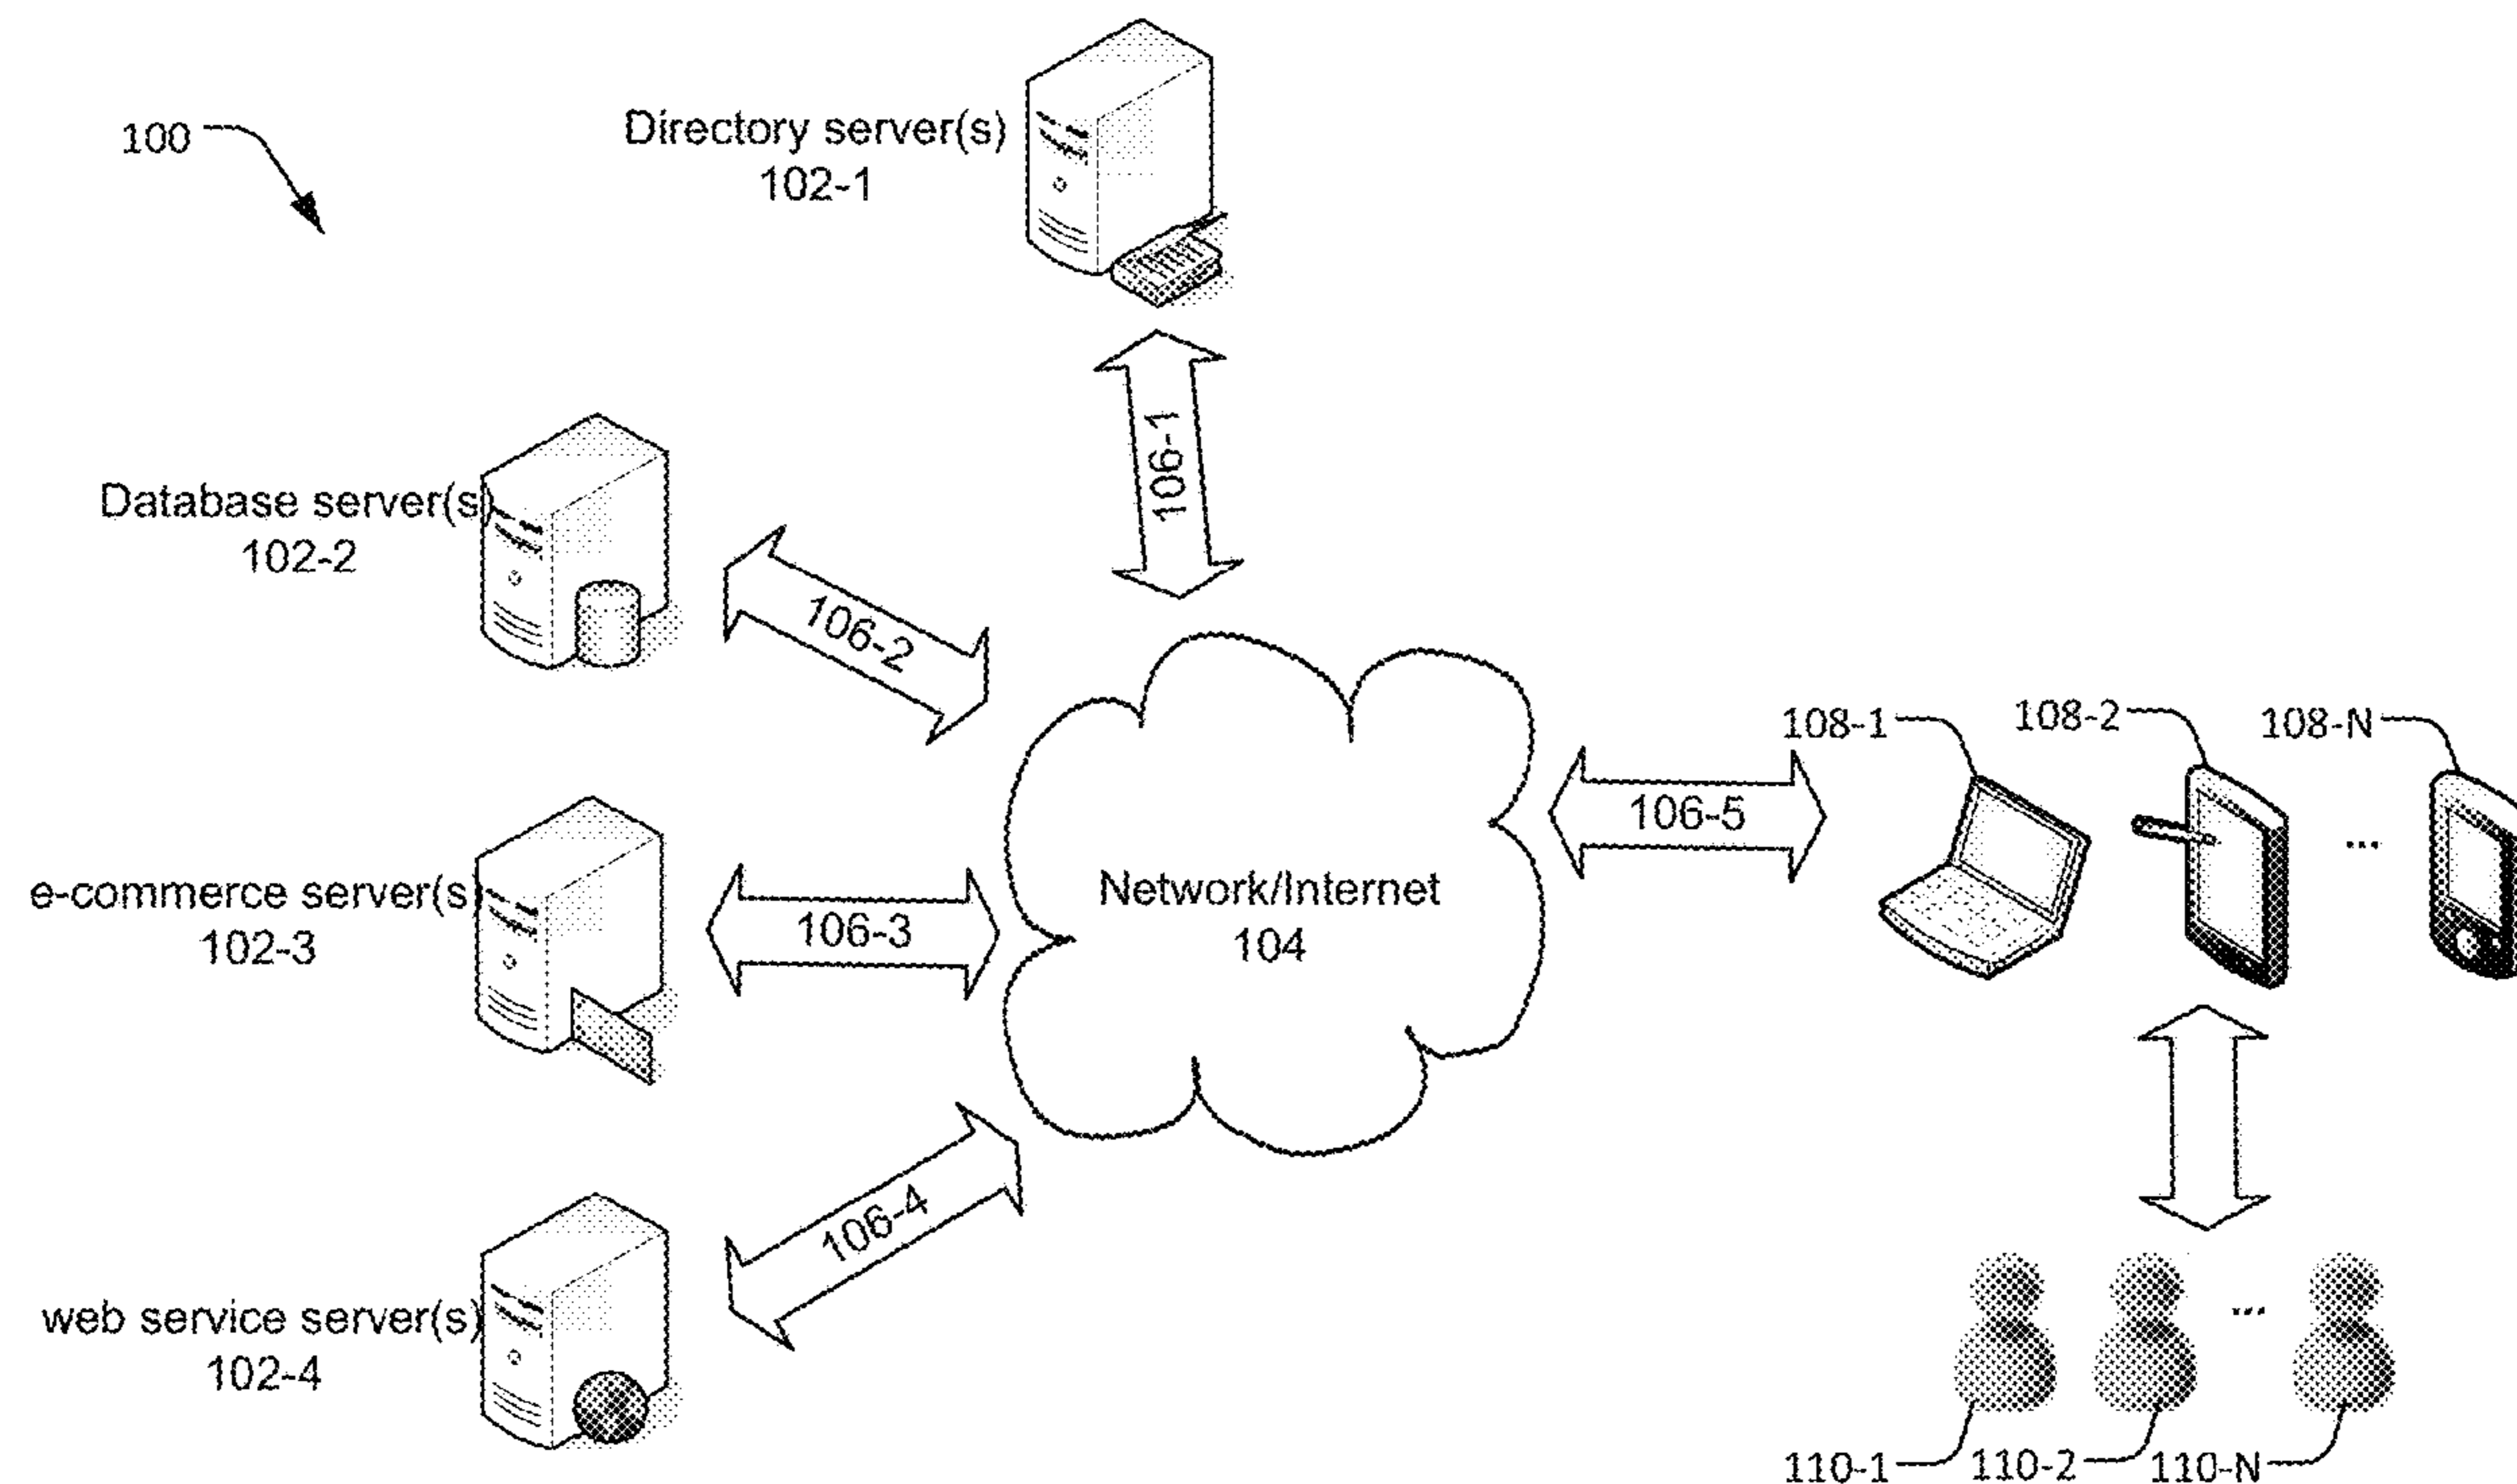 100
Directory server(s)
102-1
106-1
Database server(s)
102-2
106-2
108-1
108-2
108-N
106-5
...
e-commerce server(s
102-3
106-3
Network/Internet
104
106-4
web service server(s)
102-4
...
110-1
110-2
110-N